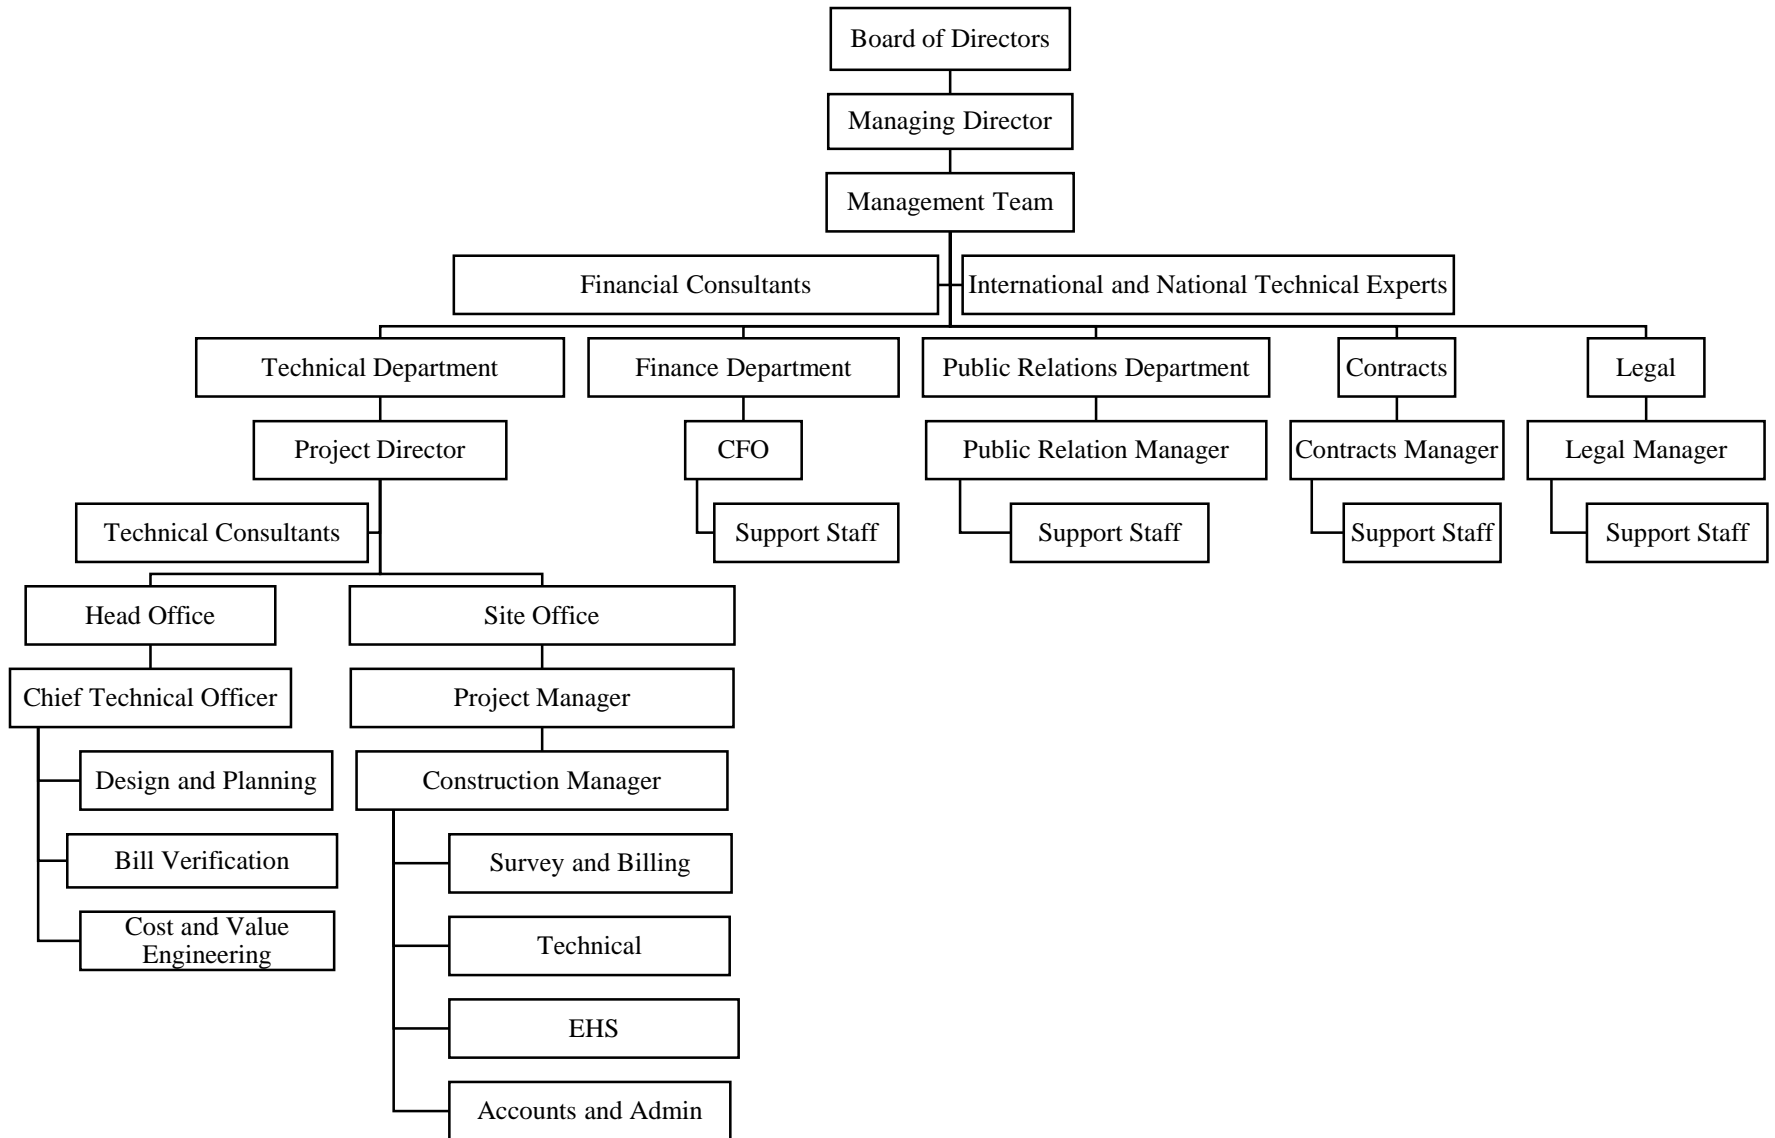 Board of Directors
Managing Director
Management Team
Financial Consultants
International and National Technical Experts
Technical Department
Finance Department
Public Relations Department
Contracts
Legal
Project Director
CFO
Public Relation Manager
Contracts Manager
Legal Manager
Technical Consultants
Support Staff
Support Staff
Support Staff
Support Staff
Head Office
Site Office
Chief Technical Officer
Project Manager
Design and Planning
Construction Manager
Bill Verification
Survey and Billing
Cost and Value
Engineering
Technical
EHS
Accounts and Admin